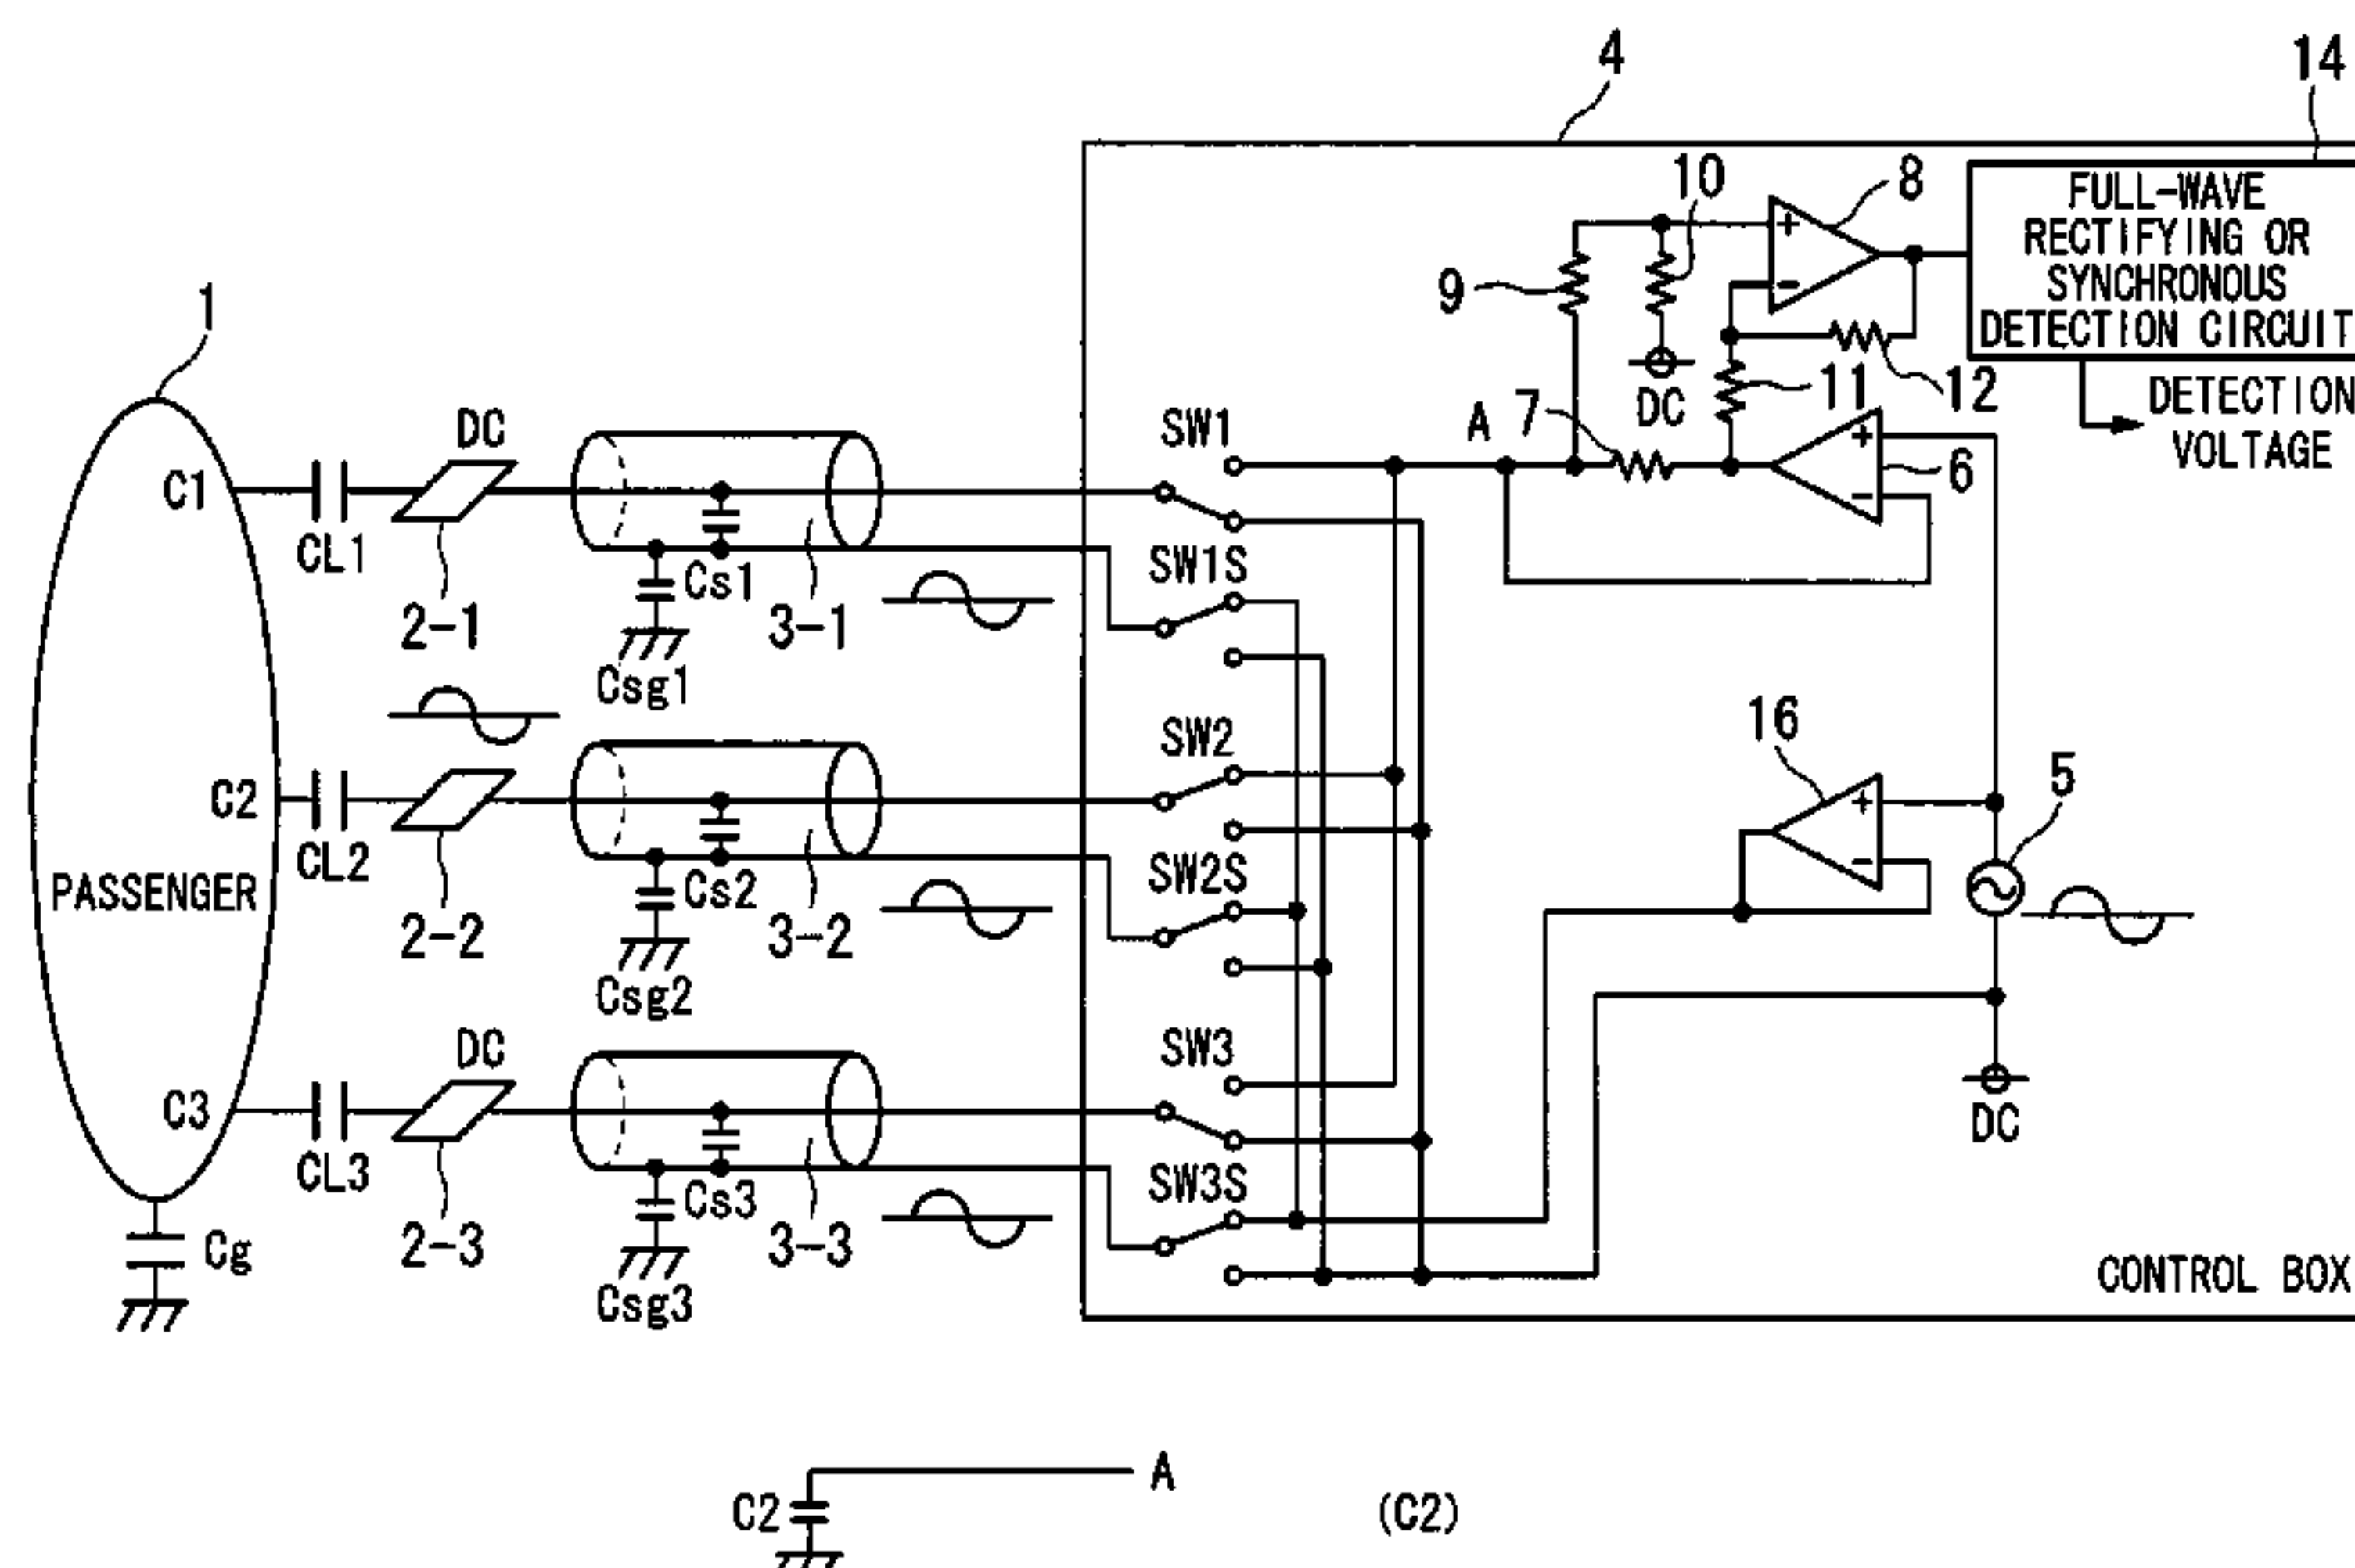 4
14
10
8
FULL-WAVE
RECTIFYING OR
SYNCHRONOUS
DETECTION CIRCUIT
9
+
−
1
DC
11
12
DETECTION
VOLTAGE
DC
SW1
A
7
+
−
6
C1
CL1
Cs1
SW1S
2-1
3-1
Csg1
SW2
16
5
C2
CL2
+
−
PASSENGER
Cs2
SW2S
2-2
3-2
Csg2
DC
SW3
DC
C3
CL3
Cs3
SW3S
2-3
3-3
Cg
Csg3
CONTROL BOX
A
C2
(C2)